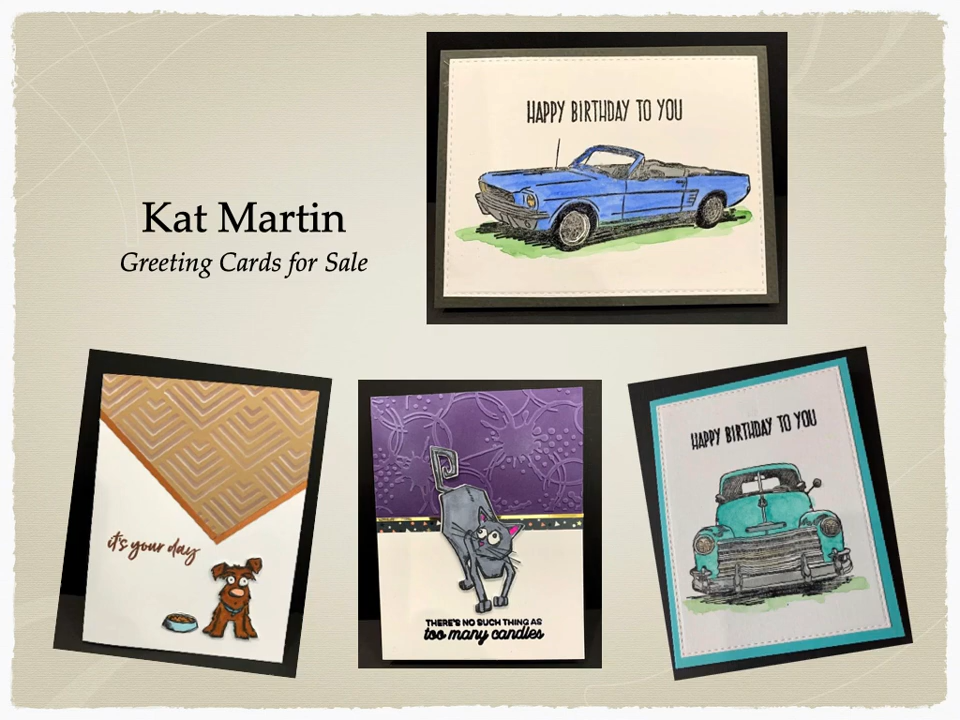 Kat Martin
Greeting Cards for Sale
HAPPY BIRTHDAY TO YOU
it's your day
THERE'S NO SUCH THING AS
too many candles
HAPPY BIRTHDAY TO YOU